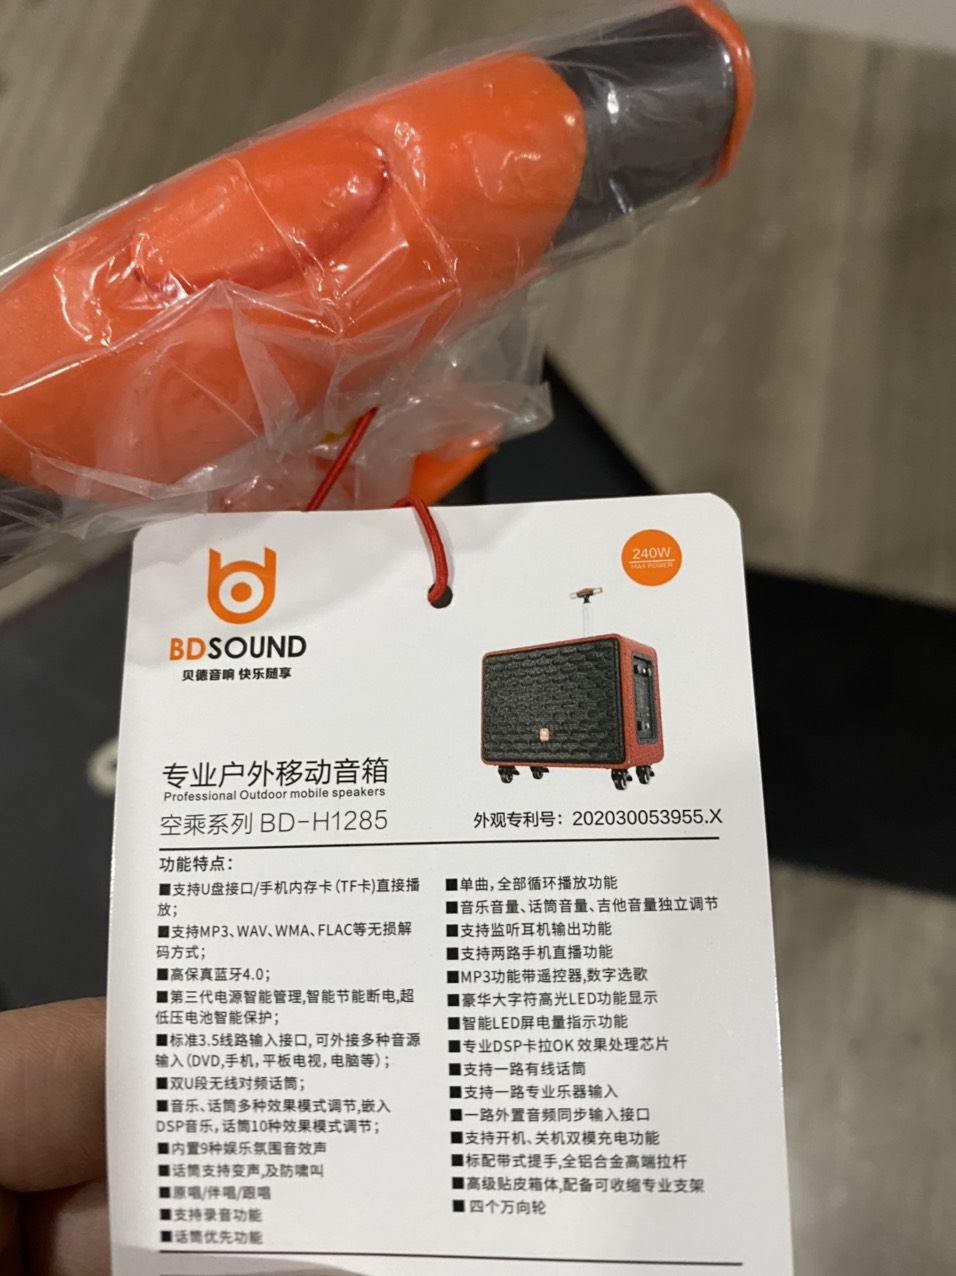 240W
MAX POWER
BDSOUND
贝德音响 快乐随享
专业户外移动音箱
Professional Outdoor mobile speakers
空乘系列 BD-H1285
外观专利号：202030053955.X
功能特点：
■支持U盘接口/手机内存卡(TF卡)直接播
放；
■支持MP3、WAV、WMA、FLAC等无损解
码方式；
■高保真蓝牙4.0；
■第三代电源智能管理,智能节能断电,超
低压电池智能保护；
■标准3.5线路输入接口,可外接多种音源
输入(DVD,手机，平板电视，电脑等)；
■双U段无线对频话筒；
■音乐、话筒多种效果模式调节,嵌入
DSP音乐，话筒10种效果模式调节；
■内置9种娱乐氛围音效声
■话筒支持变声,及防啸叫
■原唱/伴唱/跟唱
■支持录音功能
■话筒优先功能
■单曲,全部循环播放功能
■音乐音量、话筒音量、吉他音量独立调节
■支持监听耳机输出功能
■支持两路手机直播功能
■MP3功能带遥控器,数字选歌
■豪华大字符高光LED功能显示
■智能LED屏电量指示功能
■专业DSP卡拉OK 效果处理芯片
■支持一路有线话筒
■支持一路专业乐器输入
■一路外置音频同步输入接口
■支持开机、关机双模充电功能
■标配带式提手,全铝合金高端拉杆
■高级贴皮箱体,配备可收缩专业支架
■ 四个万向轮